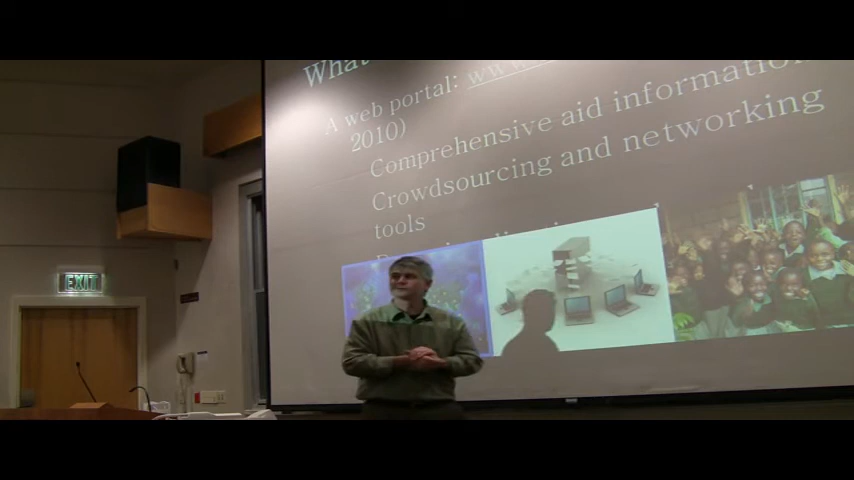 What
A web portal: www.
2010)
Comprehensive aid information
Crowdsourcing and networking
tools
EXIT